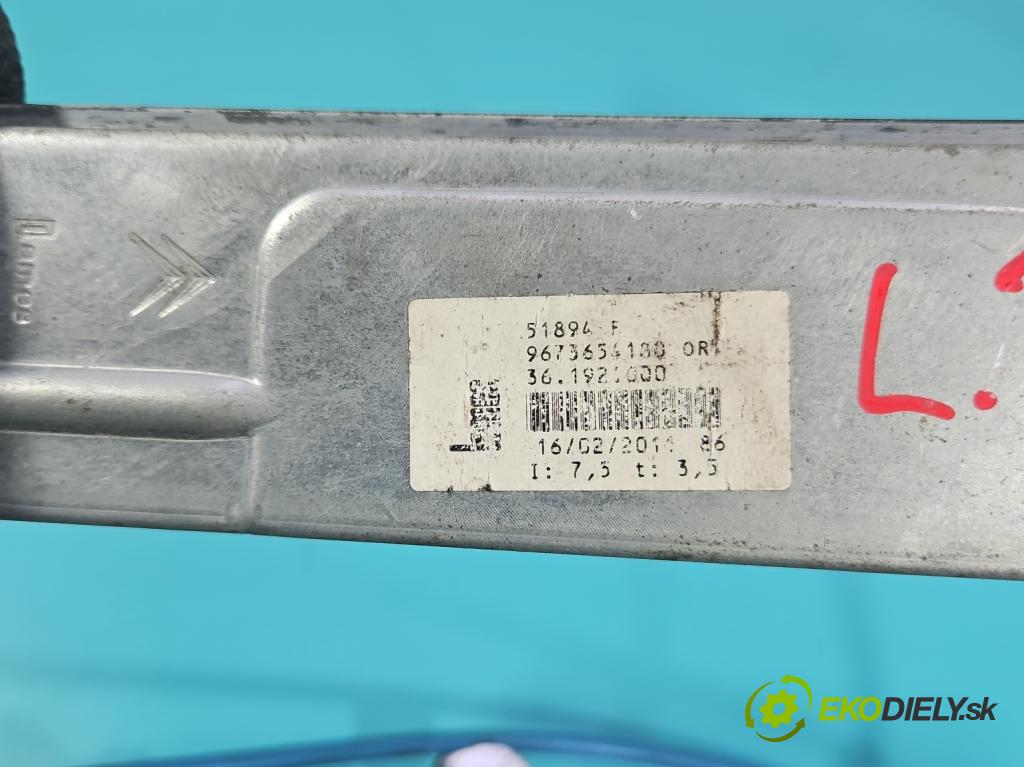 51894 F
9673654180 OR
36.192.000
16/02/2011 86
I: 7,5 t: 3,5
L.
EKODIELY.sk